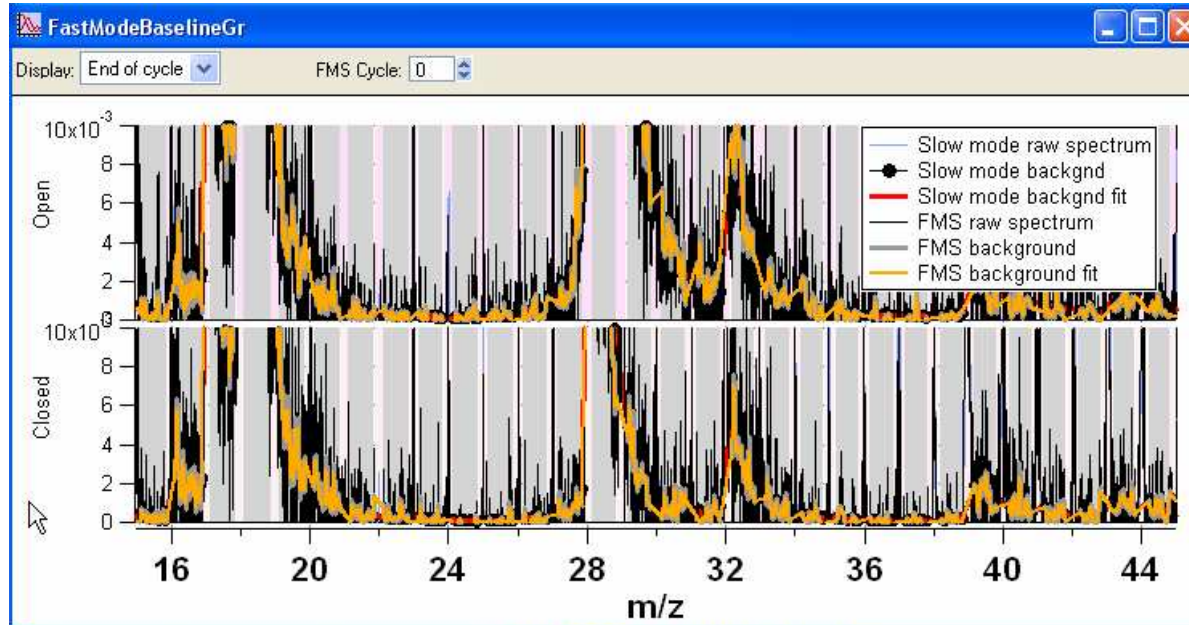 FastModeBaselineGr
Display: End of cycle FMS Cycle: 0
10x10-3
8
6
4
2
0
Open
Slow mode raw spectrum
Slow mode backgnd
Slow mode backgnd fit
FMS raw spectrum
FMS background
FMS background fit
10x10-3
8
6
4
2
0
Closed
16 20 24 28 32 36 40 44
m/z